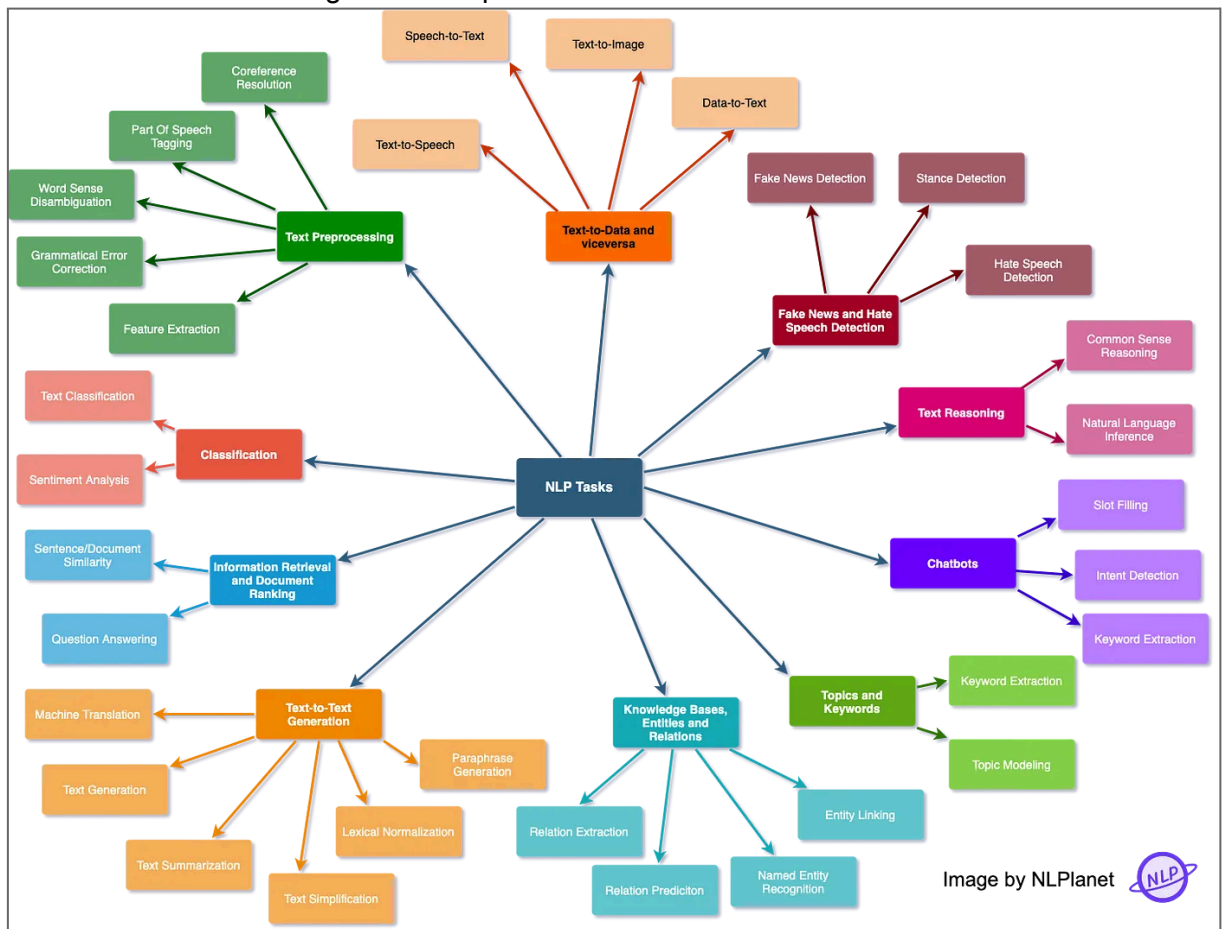 Speech-to-Text
Text-to-Image
Coreference
Resolution
Data-to-Text
Part Of Speech
Tagging
Text-to-Speech
Fake News Detection
Stance Detection
Word Sense
Disambiguation
Text Preprocessing
Text-to-Data and
viceversa
Grammatical Error
Correction
Hate Speech
Detection
Feature Extraction
Fake News and Hate
Speech Detection
Common Sense
Reasoning
Text Classification
Text Reasoning
Natural Language
Inference
Classification
Sentiment Analysis
NLP Tasks
Slot Filling
Sentence/Document
Similarity
Information Retrieval
and Document
Ranking
Chatbots
Intent Detection
Question Answering
Keyword Extraction
Machine Translation
Text-to-Text
Generation
Knowledge Bases,
Entities and
Relations
Topics and
Keywords
Keyword Extraction
Paraphrase
Generation
Topic Modeling
Text Generation
Lexical Normalization
Relation Extraction
Entity Linking
Text Summarization
Text Simplification
Relation Prediciton
Named Entity
Recognition
Image by NLPlanet
NLP